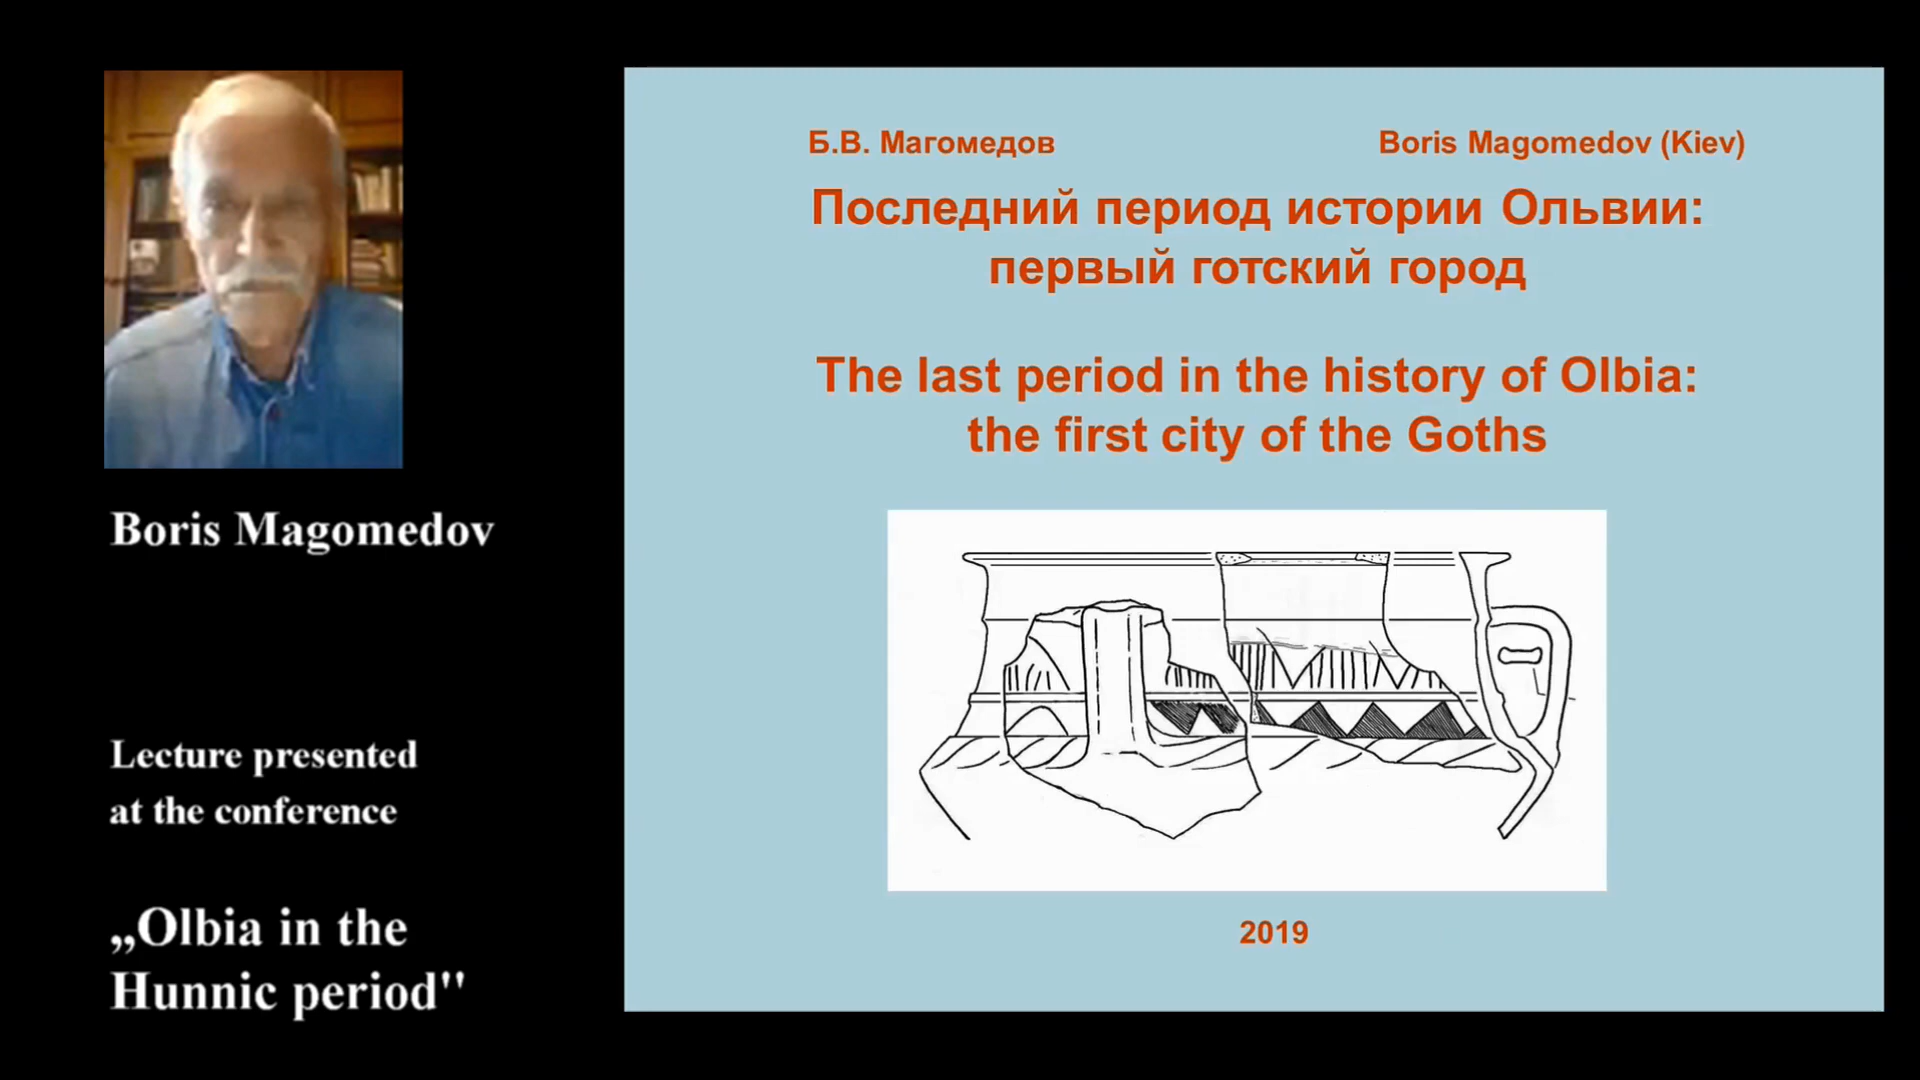 Boris Magomedov
Lecture presented
at the conference
„Olbia in the
Hunnic period"
Б.В. Магомедов
Boris Magomedov (Kiev)
Последний период истории Ольвии:
первый готский город
The last period in the history of Olbia:
the first city of the Goths
2019